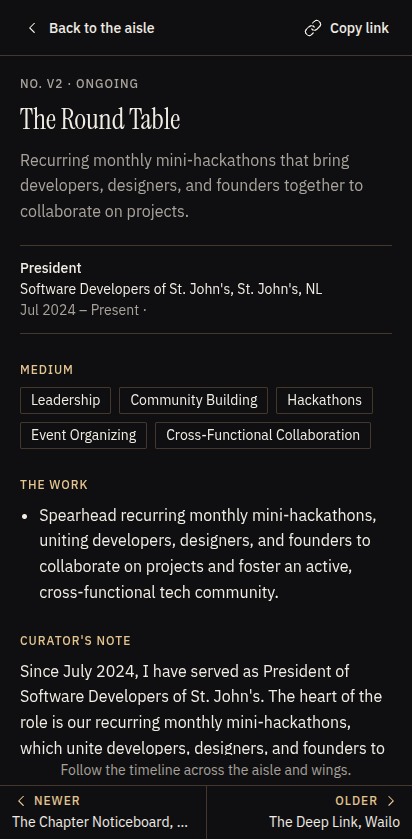 Back to the aisle
Copy link
NO. V2 · ONGOING
The Round Table
Recurring monthly mini-hackathons that bring
developers, designers, and founders together to
collaborate on projects.
President
Software Developers of St. John's, St. John's, NL
Jul 2024 – Present ·
MEDIUM
Leadership
Community Building
Hackathons
Event Organizing
Cross-Functional Collaboration
THE WORK
• Spearhead recurring monthly mini-hackathons,
uniting developers, designers, and founders to
collaborate on projects and foster an active,
cross-functional tech community.
CURATOR'S NOTE
Since July 2024, I have served as President of
Software Developers of St. John's. The heart of the
role is our recurring monthly mini-hackathons,
which unite developers, designers, and founders to
Follow the timeline across the aisle and wings.
NEWER
The Chapter Noticeboard, ...
OLDER
The Deep Link, Wailo